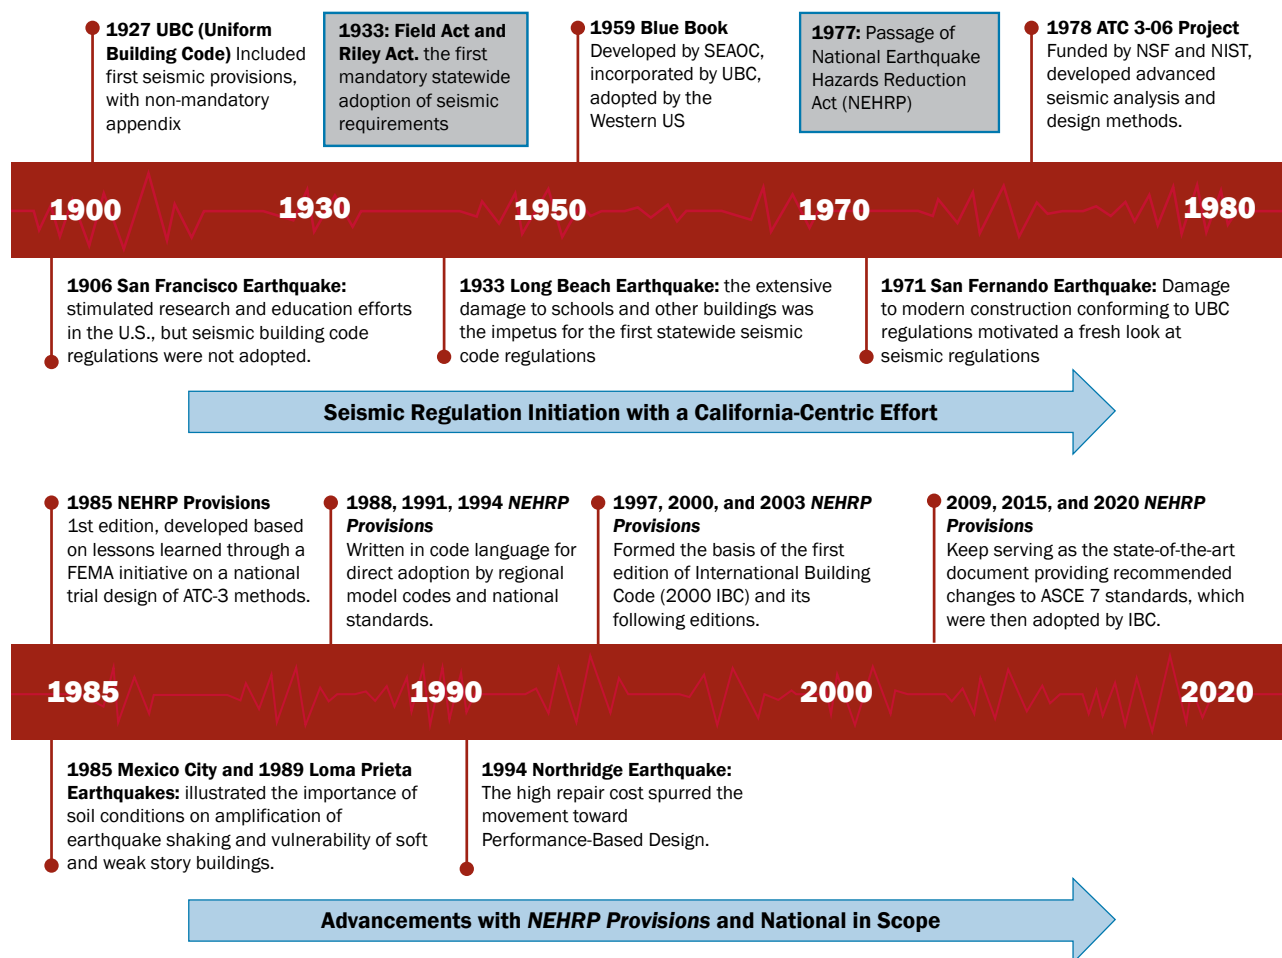 1927 UBC (Uniform
Building Code) Included
first seismic provisions,
with non-mandatory
appendix
1933: Field Act and
Riley Act. the first
mandatory statewide
adoption of seismic
requirements
1959 Blue Book
Developed by SEAOC,
incorporated by UBC,
adopted by the
Western US
1977: Passage of
National Earthquake
Hazards Reduction
Act (NEHRP)
1978 ATC 3-06 Project
Funded by NSF and NIST,
developed advanced
seismic analysis and
design methods.
1900
1930
1950
1970
1980
1906 San Francisco Earthquake:
stimulated research and education efforts
in the U.S., but seismic building code
regulations were not adopted.
1933 Long Beach Earthquake: the extensive
damage to schools and other buildings was
the impetus for the first statewide seismic
code regulations
1971 San Fernando Earthquake: Damage
to modern construction conforming to UBC
regulations motivated a fresh look at
seismic regulations
Seismic Regulation Initiation with a California-Centric Effort
1985 NEHRP Provisions
1st edition, developed based
on lessons learned through a
FEMA initiative on a national
trial design of ATC-3 methods.
1988, 1991, 1994 NEHRP
Provisions
Written in code language for
direct adoption by regional
model codes and national
standards.
1997, 2000, and 2003 NEHRP
Provisions
Formed the basis of the first
edition of International Building
Code (2000 IBC) and its
following editions.
2009, 2015, and 2020 NEHRP
Provisions
Keep serving as the state-of-the-art
document providing recommended
changes to ASCE 7 standards, which
were then adopted by IBC.
1985
1990
2000
2020
1985 Mexico City and 1989 Loma Prieta
Earthquakes: illustrated the importance of
soil conditions on amplification of
earthquake shaking and vulnerability of soft
and weak story buildings.
1994 Northridge Earthquake:
The high repair cost spurred the
movement toward
Performance-Based Design.
Advancements with NEHRP Provisions and National in Scope